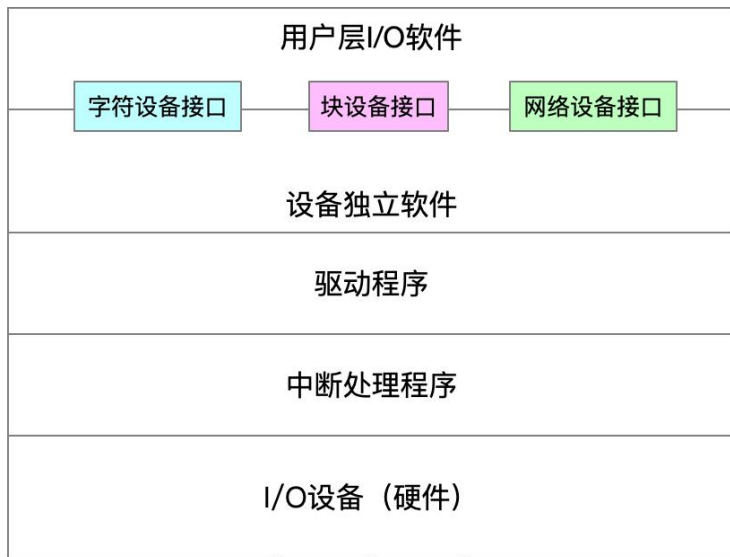 用户层I/O软件
字符设备接口 块设备接口 网络设备接口
设备独立软件
驱动程序
中断处理程序
I/O设备（硬件）